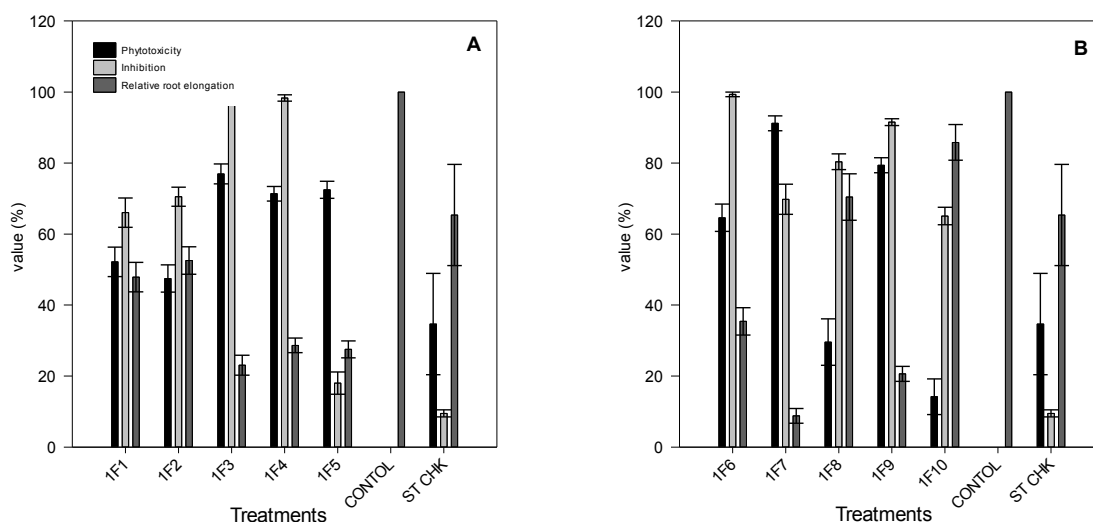 A
Phytotoxicity
Inhibition
Relative root elongation
value (%)
120
100
80
60
40
20
0
1F1
1F2
1F3
1F4
1F5
CONTOL
ST CHK
Treatments
B
value (%)
120
100
80
60
40
20
0
1F6
1F7
1F8
1F9
1F10
CONTOL
ST CHK
Treatments